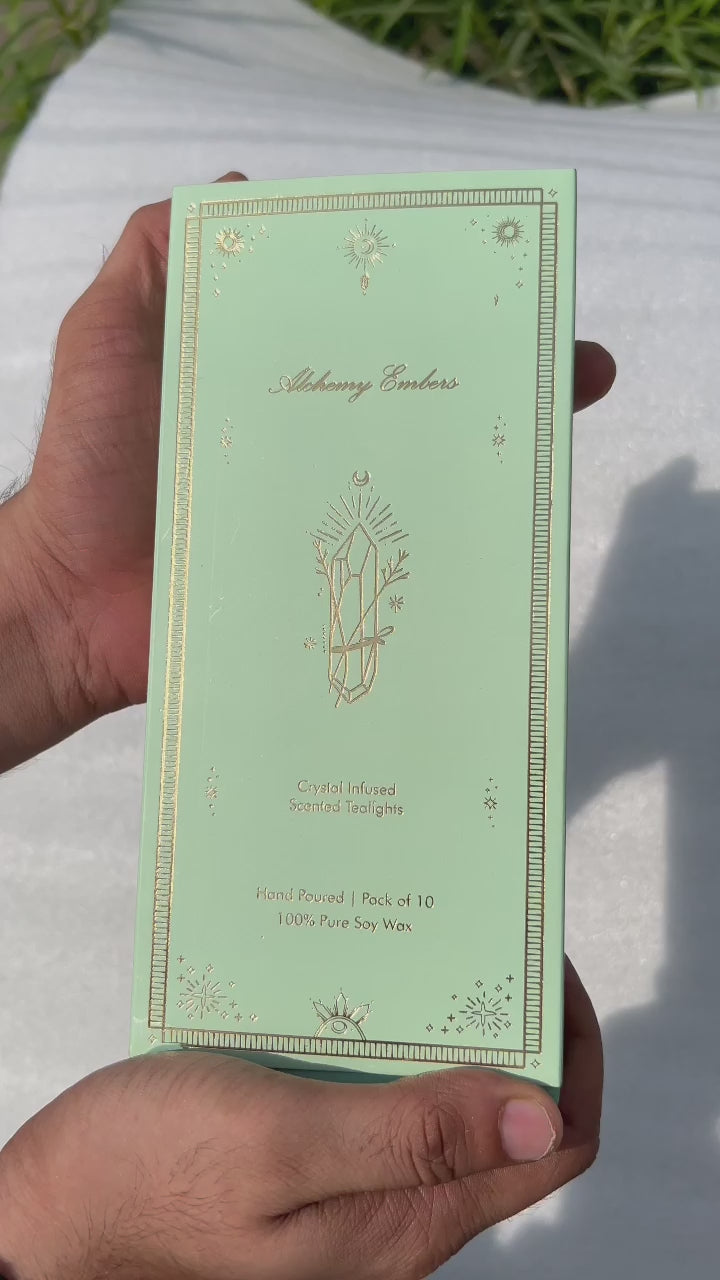 Alchemy Embers
Crystal Infused
Scented Tealights
Hand Poured | Pack of 10
100% Pure Soy Wax